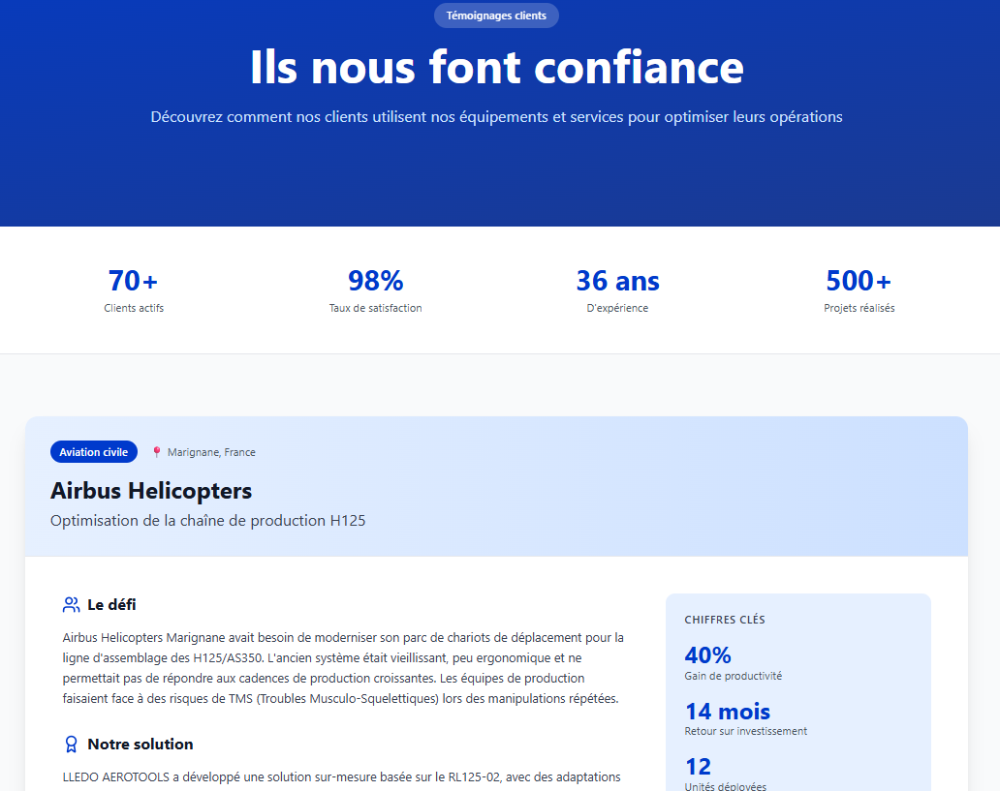 Témoignages clients
Ils nous font confiance
Découvrez comment nos clients utilisent nos équipements et services pour optimiser leurs opérations
70+
Clients actifs
98%
Taux de satisfaction
36 ans
D'expérience
500+
Projets réalisés
Aviation civile
Marignane, France
Airbus Helicopters
Optimisation de la chaîne de production H125
Le défi
Airbus Helicopters Marignane avait besoin de moderniser son parc de chariots de déplacement pour la
ligne d'assemblage des H125/AS350. L'ancien système était vieillissant, peu ergonomique et ne
permettait pas de répondre aux cadences de production croissantes. Les équipes de production
faisaient face à des risques de TMS (Troubles Musculo-Squelettiques) lors des manipulations répétées.
Notre solution
LLEDO AEROTOOLS a développé une solution sur-mesure basée sur le RL125-02, avec des adaptations
CHIFFRES CLÉS
40%
Gain de productivité
14 mois
Retour sur investissement
12
Unités déployées